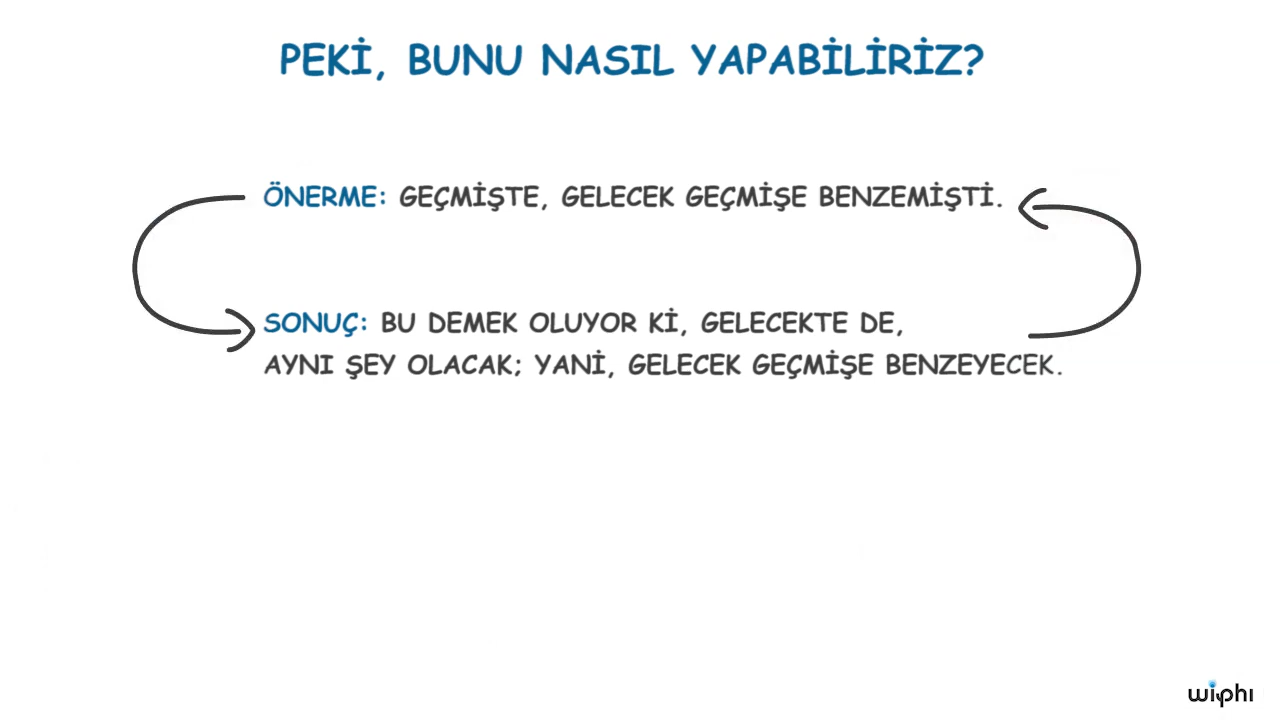 PEKİ, BUNU NASIL YAPABİLİRİZ?
ÖNERME: GEÇMİŞTE, GELECEK GEÇMİŞE BENZEMİŞTİ.
SONUÇ: BU DEMEK OLUYOR Kİ, GELECEKTE DE,
AYNI ŞEY OLACAK; YANİ, GELECEK GEÇMİŞE BENZEYECEK.
wiphi